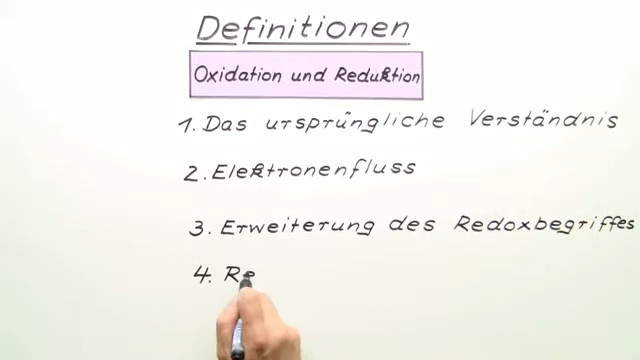 Definitionen
Oxidation und Reduktion
1. Das ursprüngliche Verständnis
2. Elektronenfluss
3. Erweiterung des Redoxbegriffes
4. Re